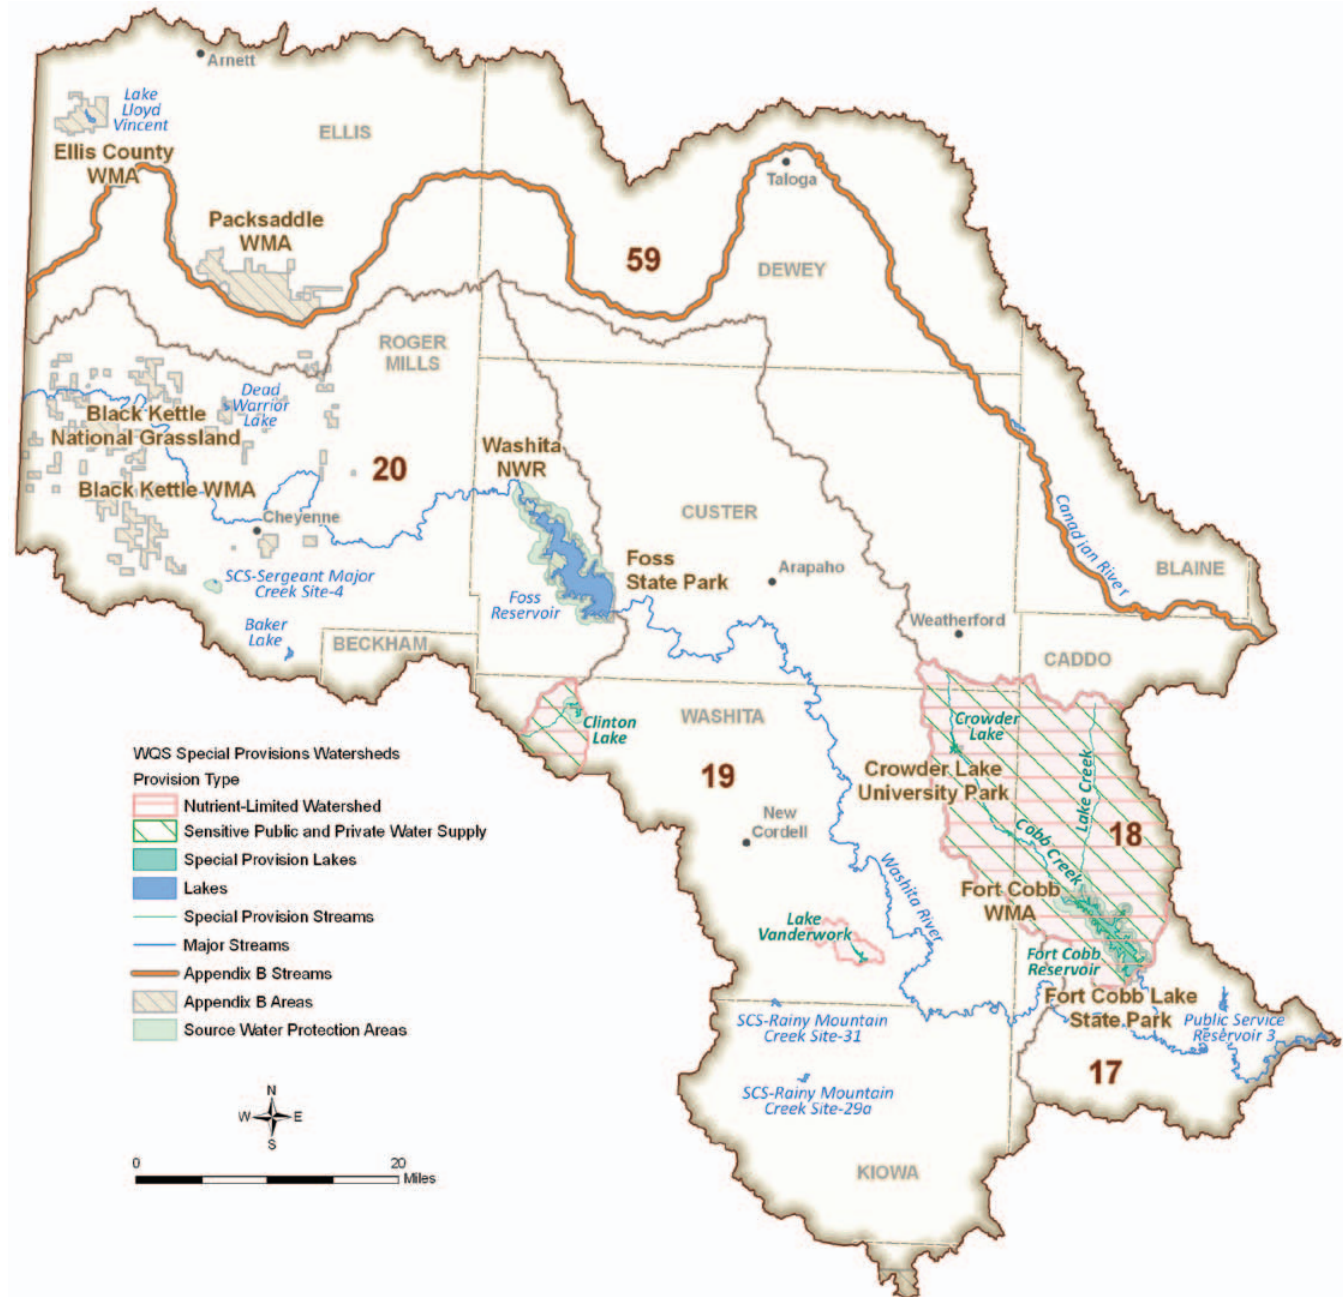 Arnett
Lake
Lloyd
Vincent
ELLIS
Ellis County
WMA
Taloga
Packsaddle
WMA
59
DEWEY
ROGER
MILLS
Dead
Warrior
Lake
Black Kettle
National Grassland
Washita
NWR
20
Black Kettle WMA
Cheyenne
CUSTER
Canadian River
Foss
State Park
Arapaho
BLAINE
SCS-Sergeant Major
Creek Site-4
Foss
Reservoir
Baker
Lake
BECKHAM
Weatherford
CADDO
WASHITA
Clinton
Lake
Crowder
Lake
Crowder Lake
University Park
19
Lake Creek
New
Cordell
Cobb Creek
18
Washita River
Fort Cobb
WMA
Lake
Vanderwork
Fort Cobb
Reservoir
Fort Cobb Lake
State Park
Public Service
Reservoir 3
SCS-Rainy Mountain
Creek Site-31
17
SCS-Rainy Mountain
Creek Site-29a
KIOWA
WQS Special Provisions Watersheds
Provision Type
Nutrient-Limited Watershed
Sensitive Public and Private Water Supply
Special Provision Lakes
Lakes
Special Provision Streams
Major Streams
Appendix B Streams
Appendix B Areas
Source Water Protection Areas
N
W E
S
0 20
Miles